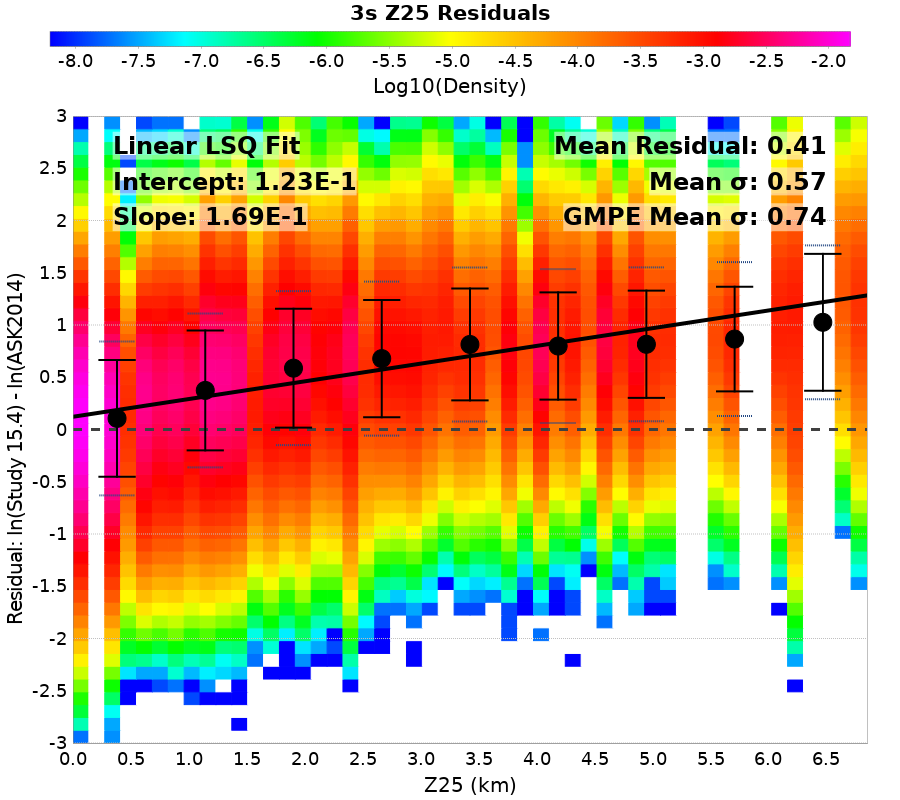 3s Z25 Residuals
-8.0 -7.5 -7.0 -6.5 -6.0 -5.5 -5.0 -4.5 -4.0 -3.5 -3.0 -2.5 -2.0
Log10(Density)
Linear LSQ Fit
Intercept: 1.23E-1
Slope: 1.69E-1
Mean Residual: 0.41
Mean σ: 0.57
GMPE Mean σ: 0.74
Residual: ln(Study 15.4) - ln(ASK2014)
3
2.5
2
1.5
1
0.5
0
-0.5
-1
-1.5
-2
-2.5
-3
0.0 0.5 1.0 1.5 2.0 2.5 3.0 3.5 4.0 4.5 5.0 5.5 6.0 6.5
Z25 (km)